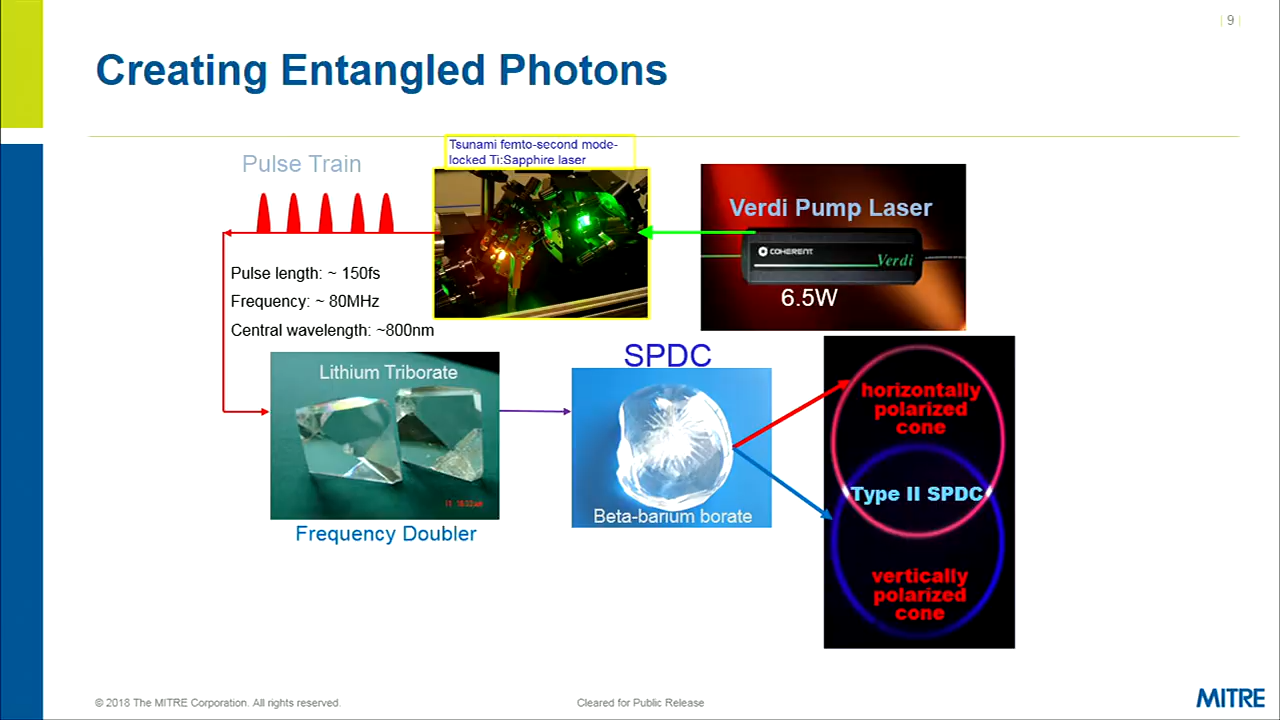 | 9 |
Creating Entangled Photons
Tsunami femto-second mode-
locked Ti:Sapphire laser
Pulse Train
Verdi Pump Laser
COHERENT
Verdi
6.5W
Pulse length: ~ 150fs
Frequency: ~ 80MHz
Central wavelength: ~800nm
Lithium Triborate
Frequency Doubler
SPDC
Beta-barium borate
horizontally
polarized
cone
Type II SPDC
vertically
polarized
cone
© 2018 The MITRE Corporation. All rights reserved.
Cleared for Public Release
MITRE